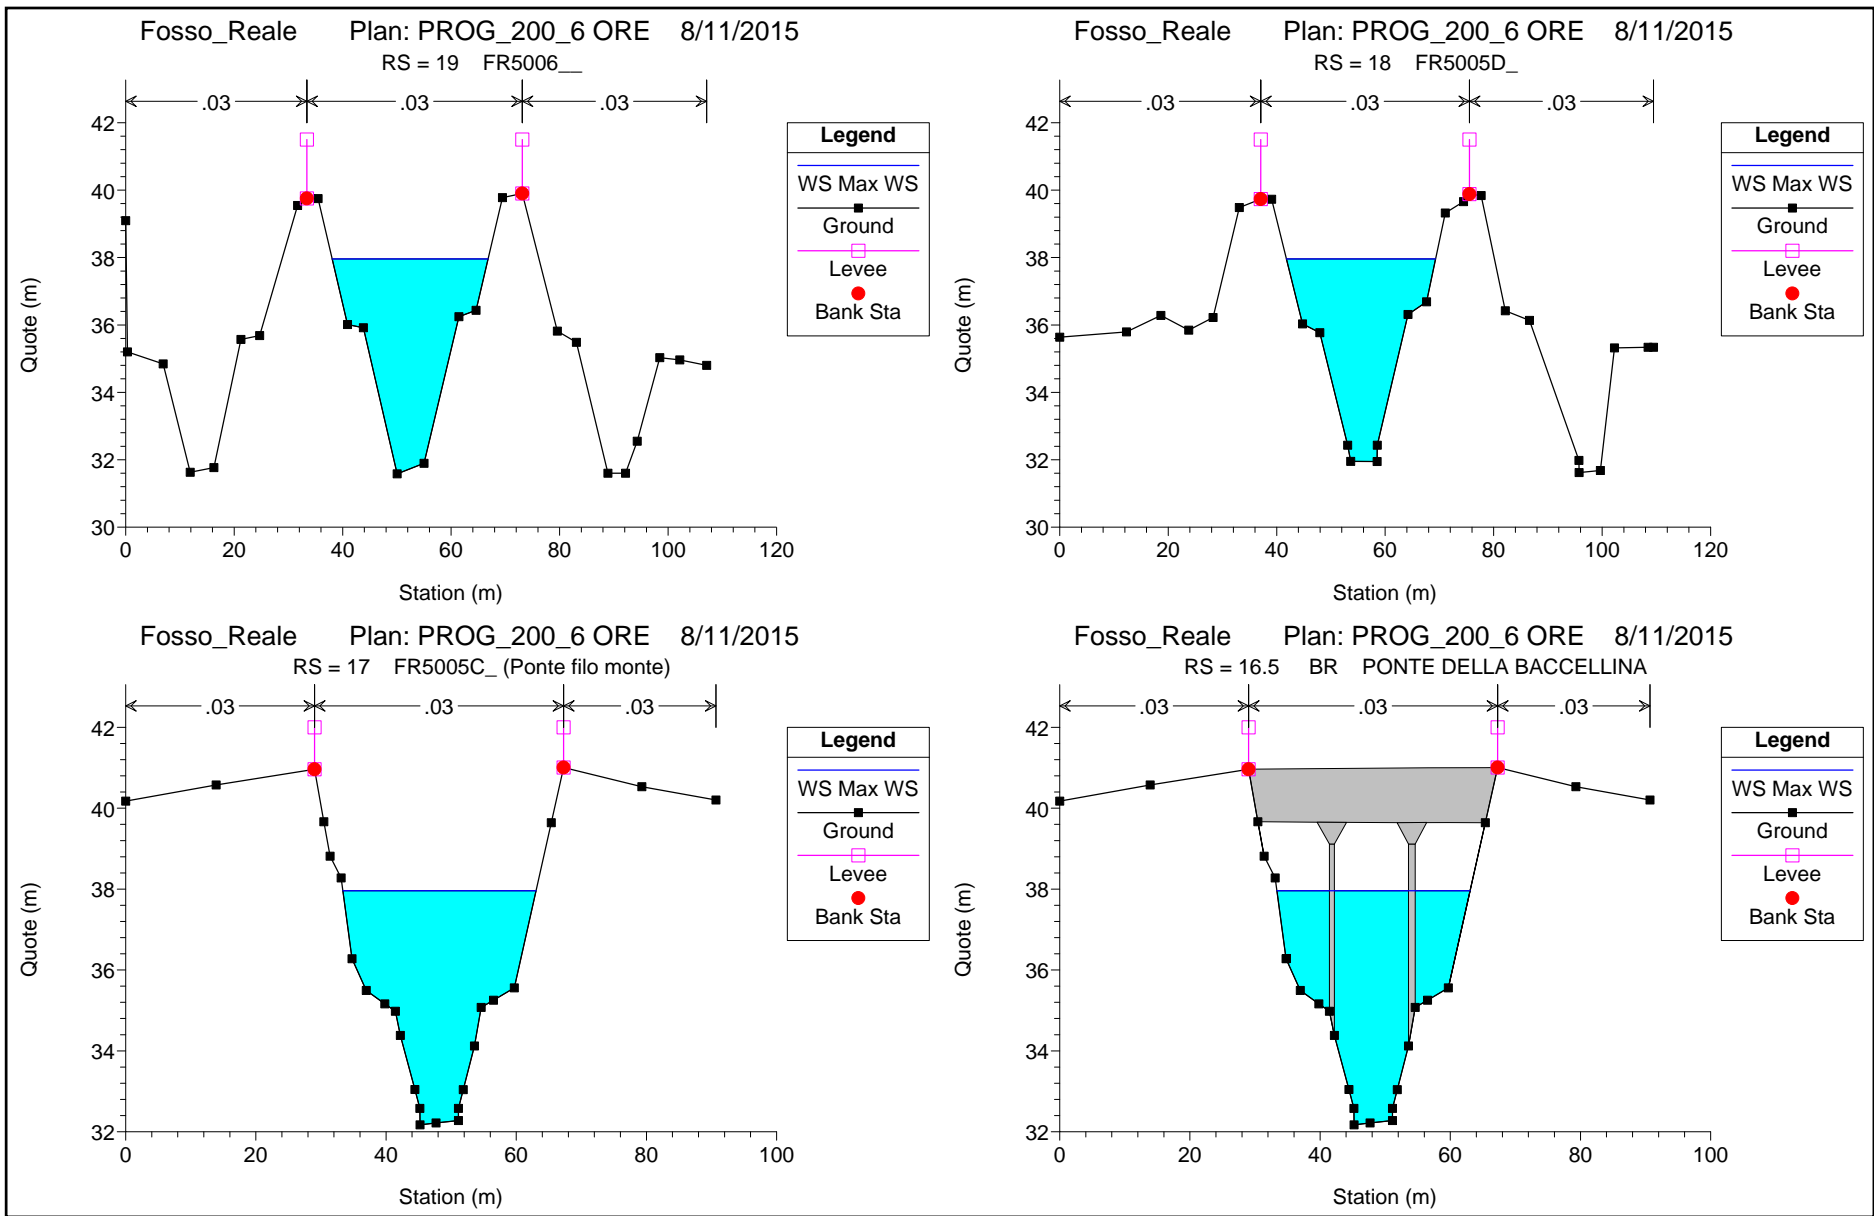 Fosso_Reale Plan: PROG_200_6 ORE 8/11/2015
RS = 19 FR5006__
.03 .03 .03
42
40
38
36
34
32
30
0 20 40 60 80 100 120
Quote (m)
Station (m)
Legend
WS Max WS
Ground
Levee
Bank Sta
Fosso_Reale Plan: PROG_200_6 ORE 8/11/2015
RS = 18 FR5005D_
.03 .03 .03
42
40
38
36
34
32
30
0 20 40 60 80 100 120
Quote (m)
Station (m)
Legend
WS Max WS
Ground
Levee
Bank Sta
Fosso_Reale Plan: PROG_200_6 ORE 8/11/2015
RS = 17 FR5005C_ (Ponte filo monte)
.03 .03 .03
42
40
38
36
34
32
0 20 40 60 80 100
Quote (m)
Station (m)
Legend
WS Max WS
Ground
Levee
Bank Sta
Fosso_Reale Plan: PROG_200_6 ORE 8/11/2015
RS = 16.5 BR PONTE DELLA BACCELLINA
.03 .03 .03
42
40
38
36
34
32
0 20 40 60 80 100
Quote (m)
Station (m)
Legend
WS Max WS
Ground
Levee
Bank Sta